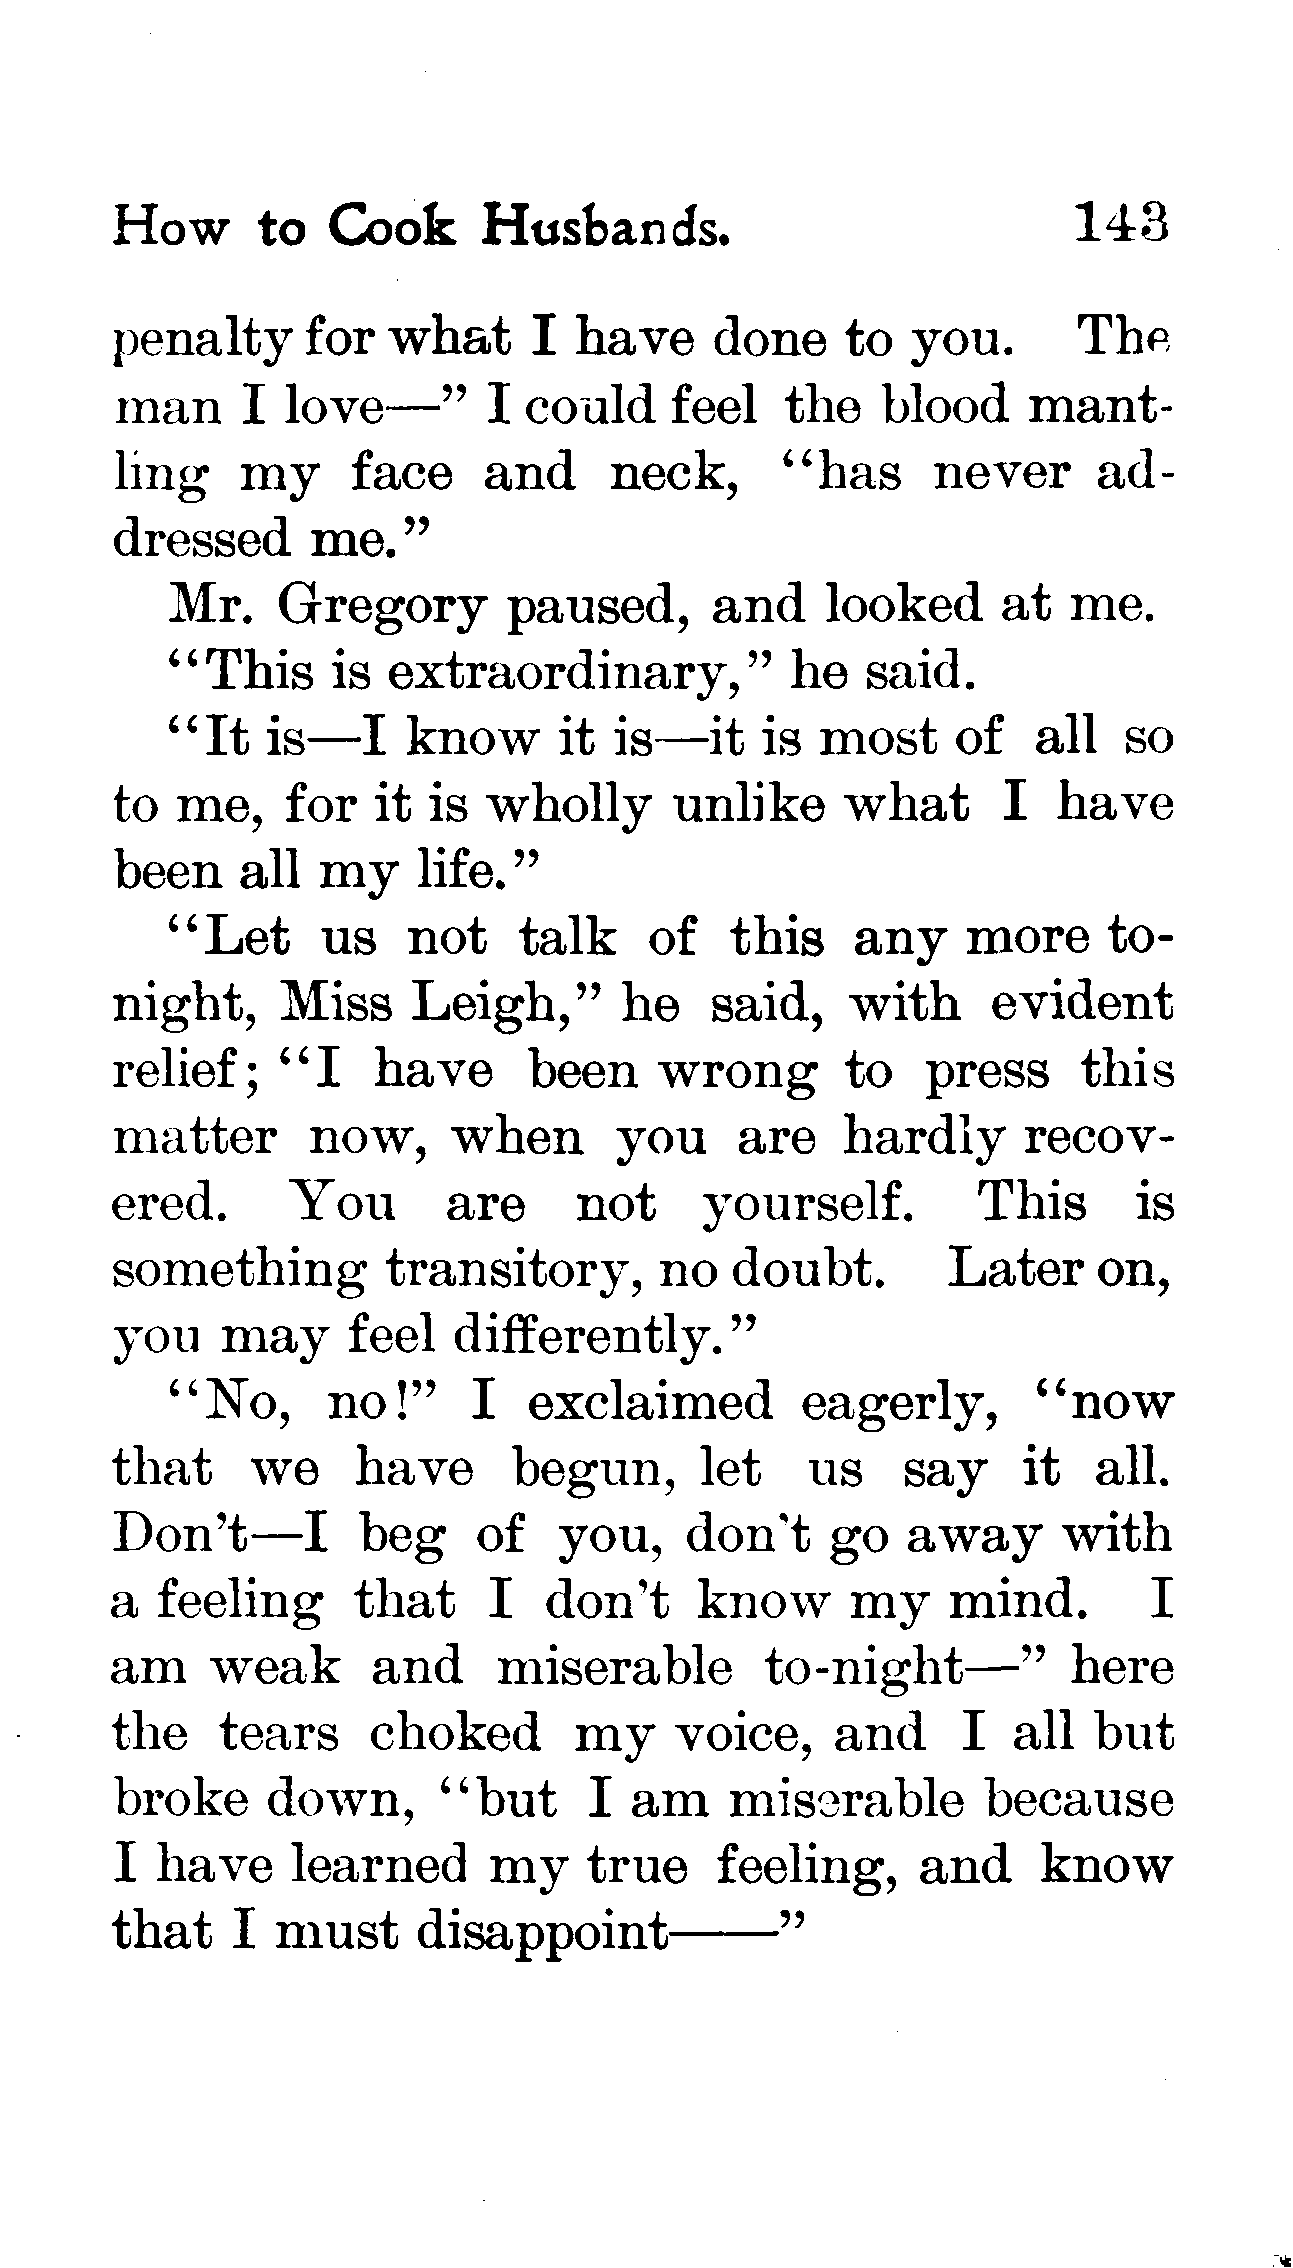 How to Cook Husbands. 143
penalty for what I have done to you. The
man I love—” I could feel the blood mant-
ling my face and neck, “has never ad-
dressed me.”
Mr. Gregory paused, and looked at me.
“This is extraordinary,” he said.
“It is—I know it is—it is most of all so
to me, for it is wholly unlike what I have
been all my life.”
“Let us not talk of this any more to-
night, Miss Leigh,” he said, with evident
relief; “I have been wrong to press this
matter now, when you are hardly recov-
ered. You are not yourself. This is
something transitory, no doubt. Later on,
you may feel differently.”
“No, no!” I exclaimed eagerly, “now
that we have begun, let us say it all.
Don’t—I beg of you, don’t go away with
a feeling that I don’t know my mind. I
am weak and miserable to-night—” here
the tears choked my voice, and I all but
broke down, “but I am miserable because
I have learned my true feeling, and know
that I must disappoint——”